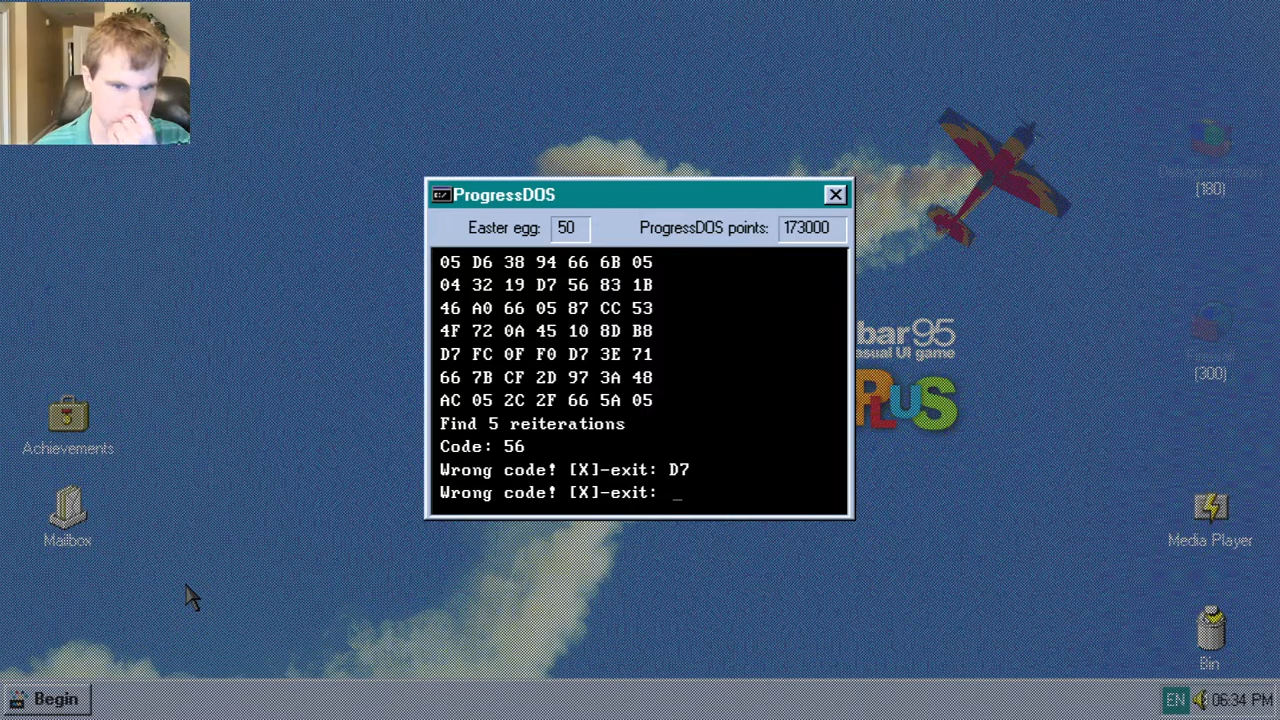 ProgressDOS
Easter egg: 50 ProgressDOS points: 173000
05 D6 38 94 66 6B 05
04 32 19 D7 56 83 1B
46 A0 66 05 87 CC 53
4F 72 0A 45 10 8D B8
D7 FC 0F F0 D7 3E 71
66 7B CF 2D 97 3A 48
AC 05 2C 2F 66 5A 05
Find 5 reiterations
Code: 56
Wrong code! [X]-exit: D7
Wrong code! [X]-exit: _
bar95
asual UI game
PLUS
(180)
(300)
Achievements
Mailbox
Media Player
Bin
Begin
EN 06:34 PM